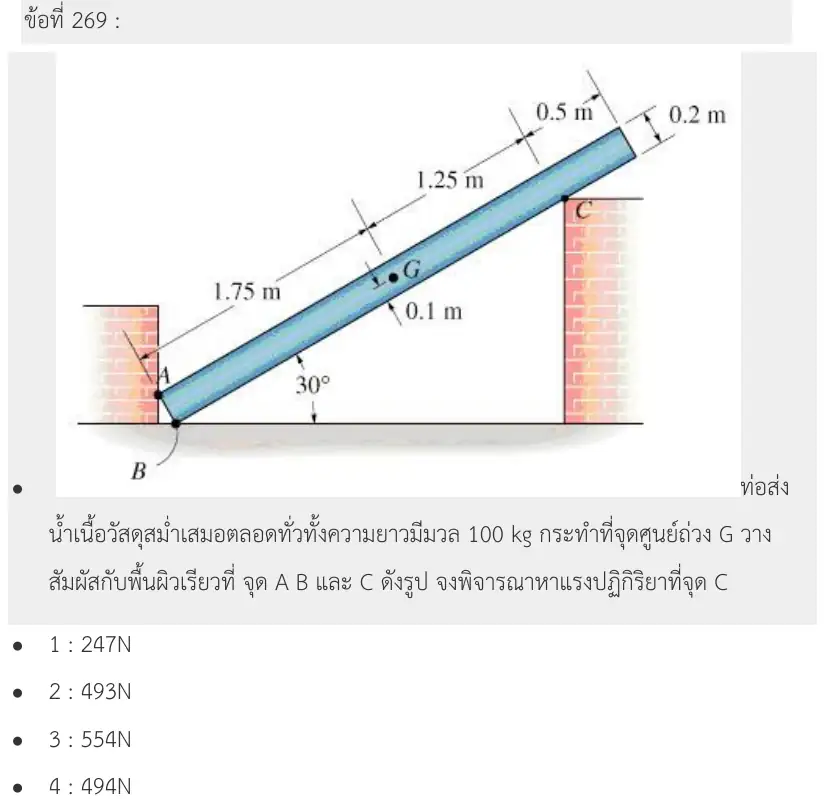 ข้อที่ 269 :
0.5 m
0.2 m
1.25 m
C
G
1.75 m
0.1 m
A
30°
B
ท่อส่ง
น้ำเนื้อวัสดุสม่ำเสมอตลอดทั่วทั้งความยาวมีมวล 100 kg กระทำที่จุดศูนย์ถ่วง G วาง
สัมผัสกับพื้นผิวเรียวที่ จุด A B และ C ดังรูป จงพิจารณาหาแรงปฏิกิริยาที่จุด C
1 : 247N
2 : 493N
3 : 554N
4 : 494N